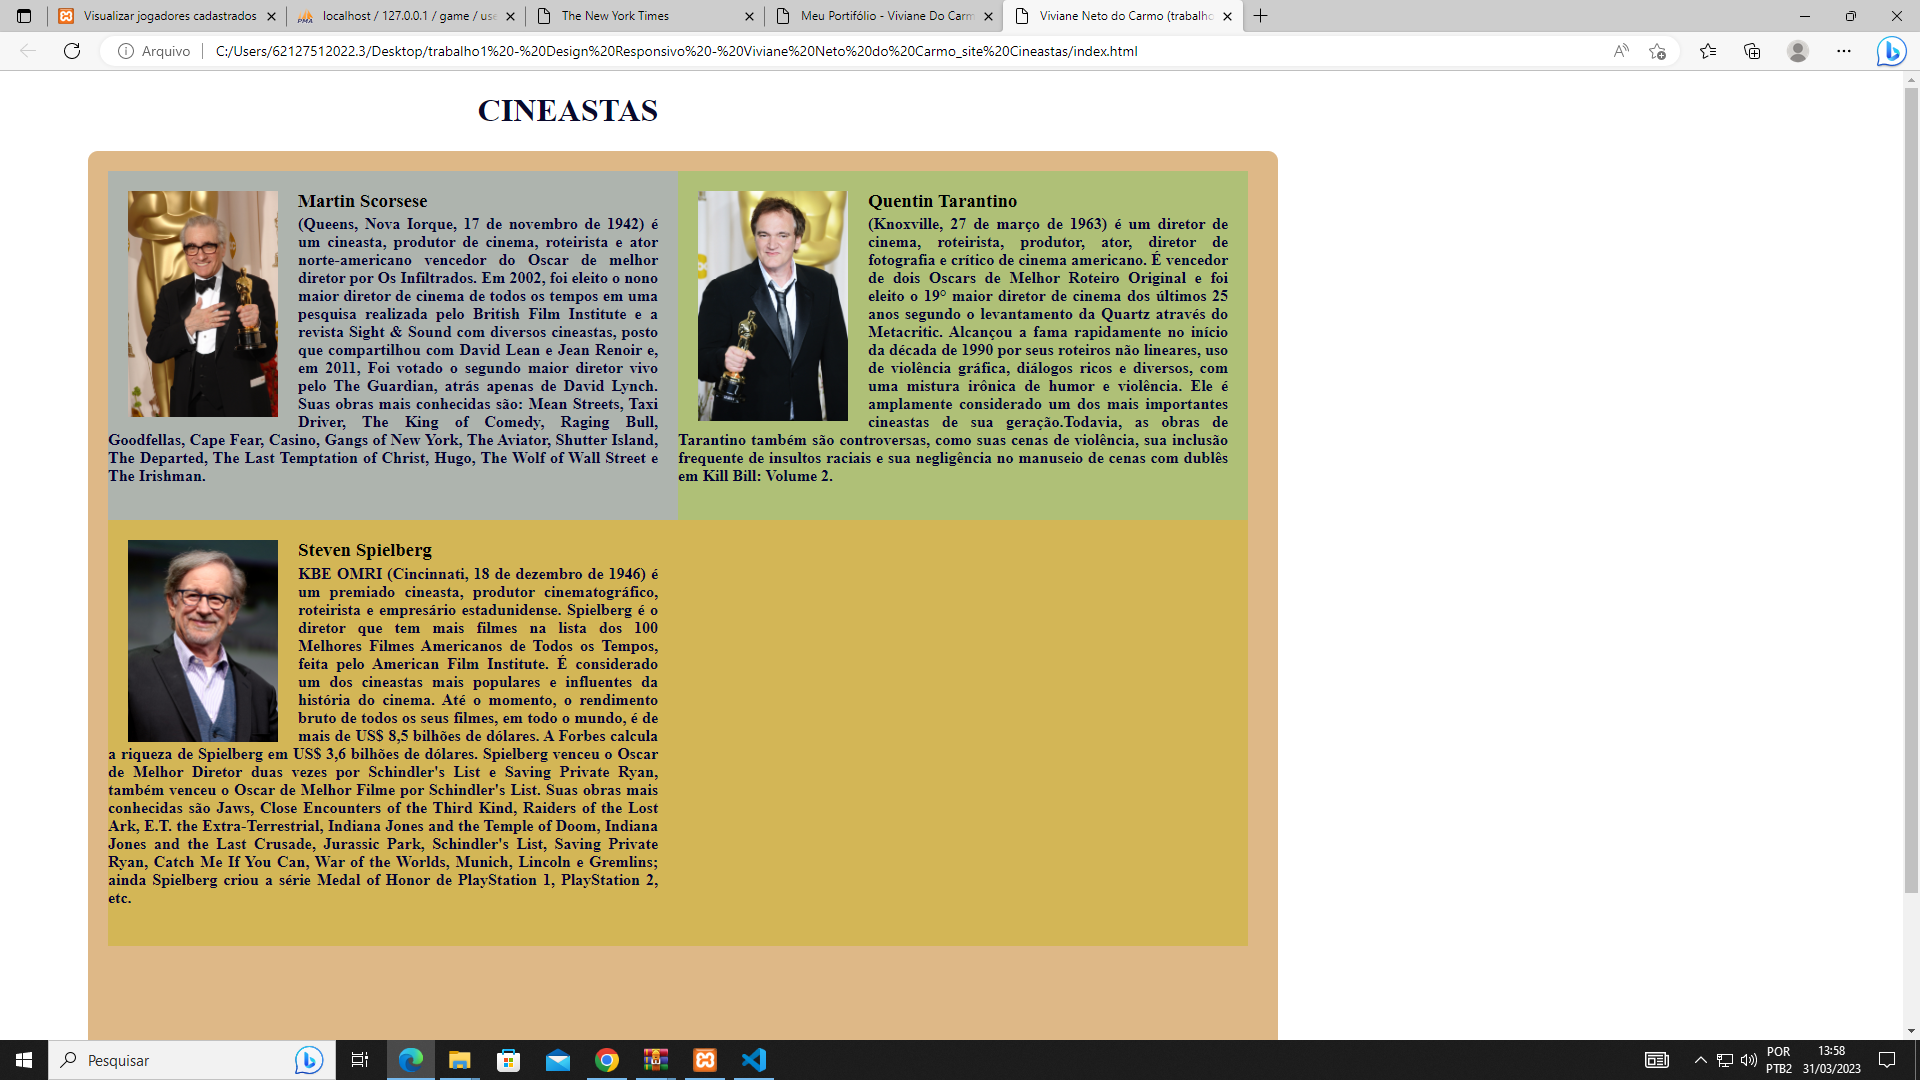 Visualizar jogadores cadastrados
localhost / 127.0.0.1 / game / use
The New York Times
Meu Portifólio - Viviane Do Carm
Viviane Neto do Carmo (trabalho
Arquivo
C:/Users/62127512022.3/Desktop/trabalho1%20-%20Design%20Responsivo%20-%20Viviane%20Neto%20do%20Carmo_site%20Cineastas/index.html
CINEASTAS
Martin Scorsese
(Queens, Nova Iorque, 17 de novembro de 1942) é
um cineasta, produtor de cinema, roteirista e ator
norte-americano vencedor do Oscar de melhor
diretor por Os Infiltrados. Em 2002, foi eleito o nono
maior diretor de cinema de todos os tempos em uma
pesquisa realizada pelo British Film Institute e a
revista Sight & Sound com diversos cineastas, posto
que compartilhou com David Lean e Jean Renoir e,
em 2011, Foi votado o segundo maior diretor vivo
pelo The Guardian, atrás apenas de David Lynch.
Suas obras mais conhecidas são: Mean Streets, Taxi
Driver, The King of Comedy, Raging Bull,
Goodfellas, Cape Fear, Casino, Gangs of New York, The Aviator, Shutter Island,
The Departed, The Last Temptation of Christ, Hugo, The Wolf of Wall Street e
The Irishman.
Quentin Tarantino
(Knoxville, 27 de março de 1963) é um diretor de
cinema, roteirista, produtor, ator, diretor de
fotografia e crítico de cinema americano. É vencedor
de dois Oscars de Melhor Roteiro Original e foi
eleito o 19° maior diretor de cinema dos últimos 25
anos segundo o levantamento da Quartz através do
Metacritic. Alcançou a fama rapidamente no início
da década de 1990 por seus roteiros não lineares, uso
de violência gráfica, diálogos ricos e diversos, com
uma mistura irônica de humor e violência. Ele é
amplamente considerado um dos mais importantes
cineastas de sua geração.Todavia, as obras de
Tarantino também são controversas, como suas cenas de violência, sua inclusão
frequente de insultos raciais e sua negligência no manuseio de cenas com dublês
em Kill Bill: Volume 2.
Steven Spielberg
KBE OMRI (Cincinnati, 18 de dezembro de 1946) é
um premiado cineasta, produtor cinematográfico,
roteirista e empresário estadunidense. Spielberg é o
diretor que tem mais filmes na lista dos 100
Melhores Filmes Americanos de Todos os Tempos,
feita pelo American Film Institute. É considerado
um dos cineastas mais populares e influentes da
história do cinema. Até o momento, o rendimento
bruto de todos os seus filmes, em todo o mundo, é de
mais de US$ 8,5 bilhões de dólares. A Forbes calcula
a riqueza de Spielberg em US$ 3,6 bilhões de dólares. Spielberg venceu o Oscar
de Melhor Diretor duas vezes por Schindler's List e Saving Private Ryan,
também venceu o Oscar de Melhor Filme por Schindler's List. Suas obras mais
conhecidas são Jaws, Close Encounters of the Third Kind, Raiders of the Lost
Ark, E.T. the Extra-Terrestrial, Indiana Jones and the Temple of Doom, Indiana
Jones and the Last Crusade, Jurassic Park, Schindler's List, Saving Private
Ryan, Catch Me If You Can, War of the Worlds, Munich, Lincoln e Gremlins;
ainda Spielberg criou a série Medal of Honor de PlayStation 1, PlayStation 2,
etc.
Pesquisar
POR
PTB2
13:58
31/03/2023